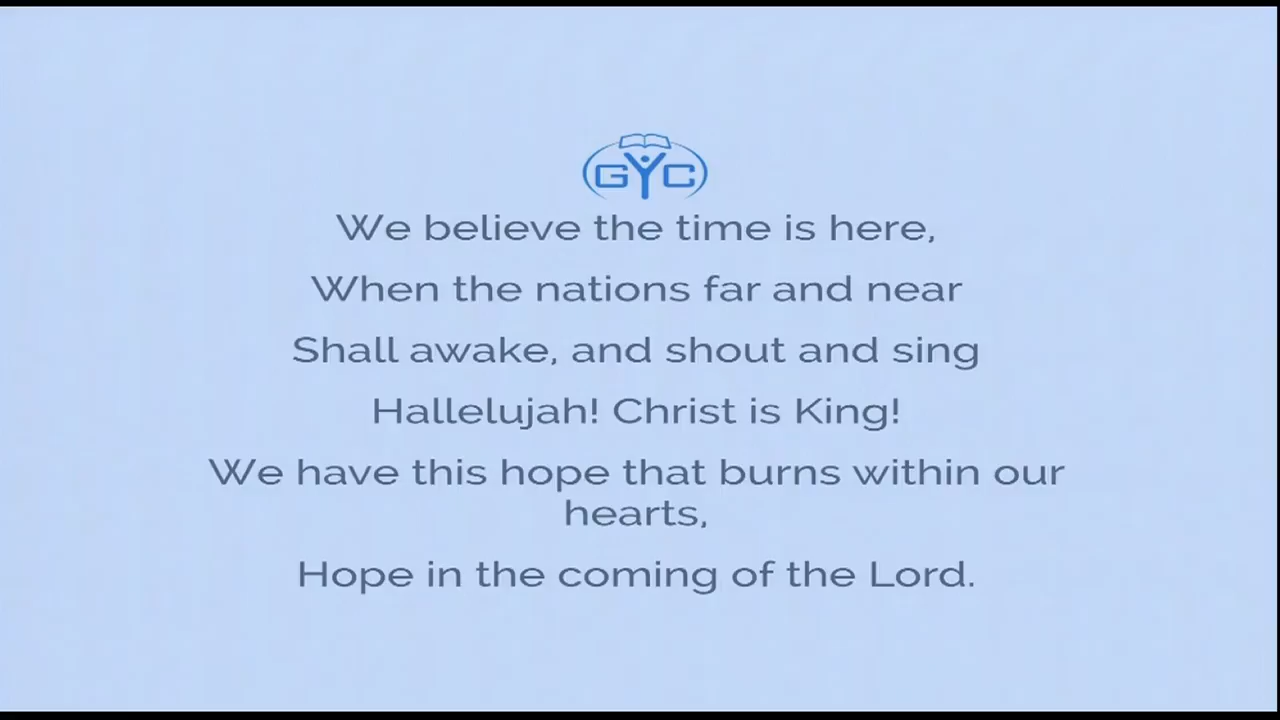 GYC
We believe the time is here,
When the nations far and near
Shall awake, and shout and sing
Hallelujah! Christ is King!
We have this hope that burns within our
hearts,
Hope in the coming of the Lord.